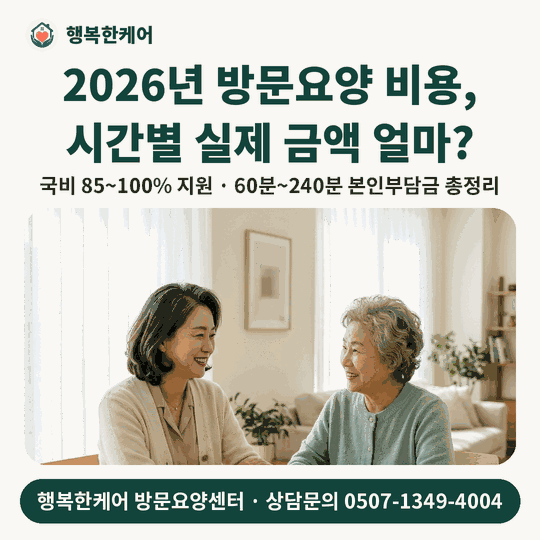 행복한케어
2026년 방문요양 비용,
시간별 실제 금액 얼마?
국비 85~100% 지원 · 60분~240분 본인부담금 총정리
행복한케어 방문요양센터 · 상담문의 0507-1349-4004